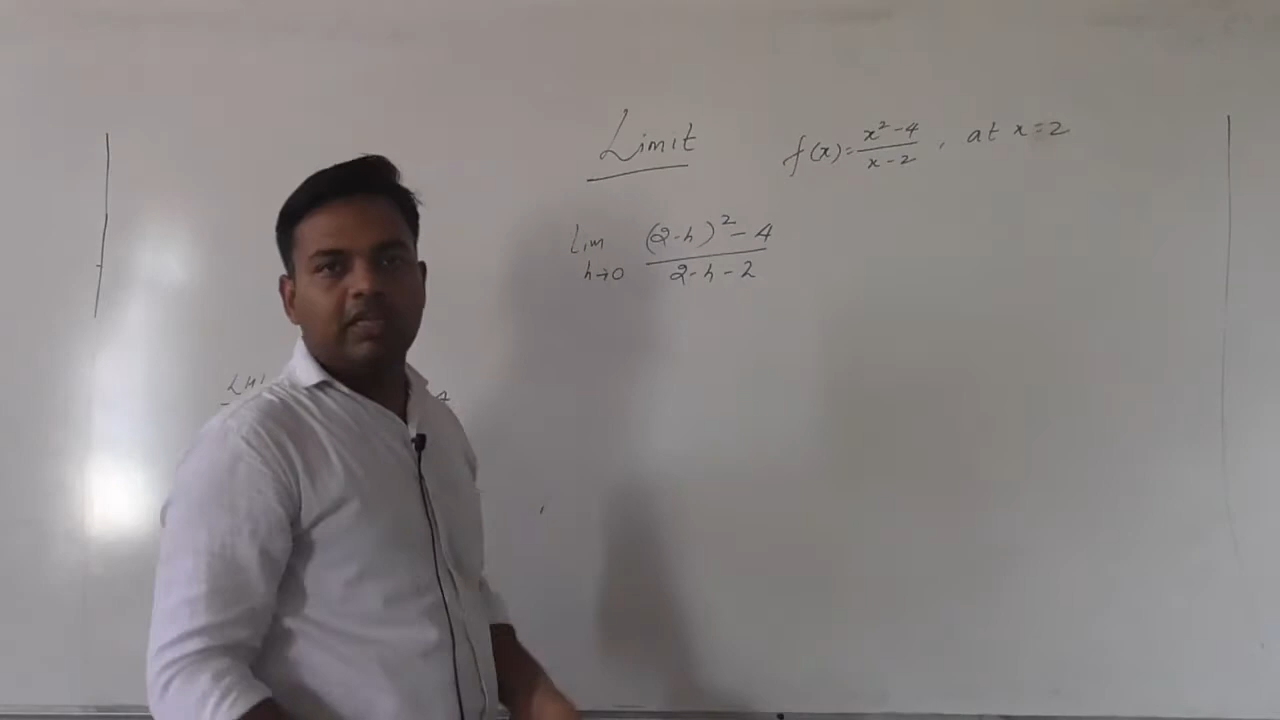 Limit
f(x)=x²-4/x-2, at x=2
Lim h→0 (2-h)²-4/2-h-2